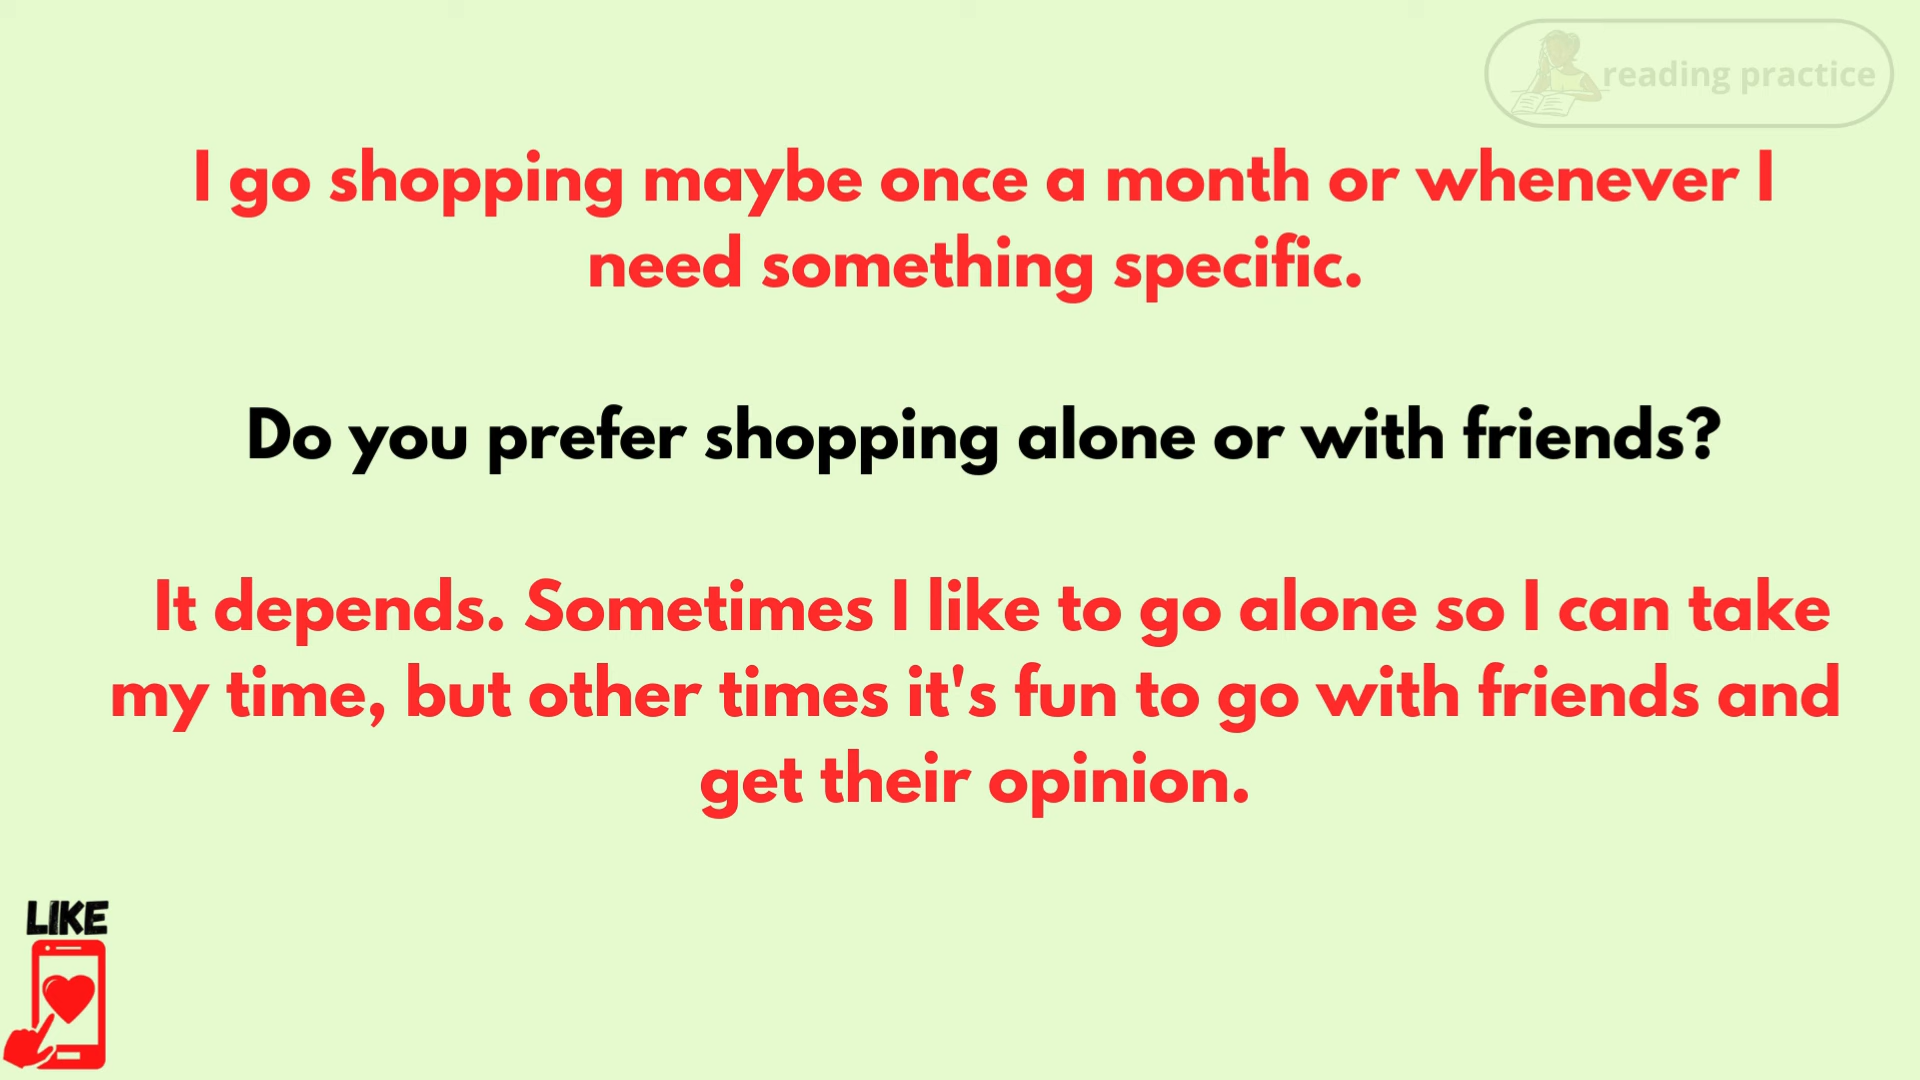 reading practice
I go shopping maybe once a month or whenever I
need something specific.
Do you prefer shopping alone or with friends?
It depends. Sometimes I like to go alone so I can take
my time, but other times it's fun to go with friends and
get their opinion.
LIKE